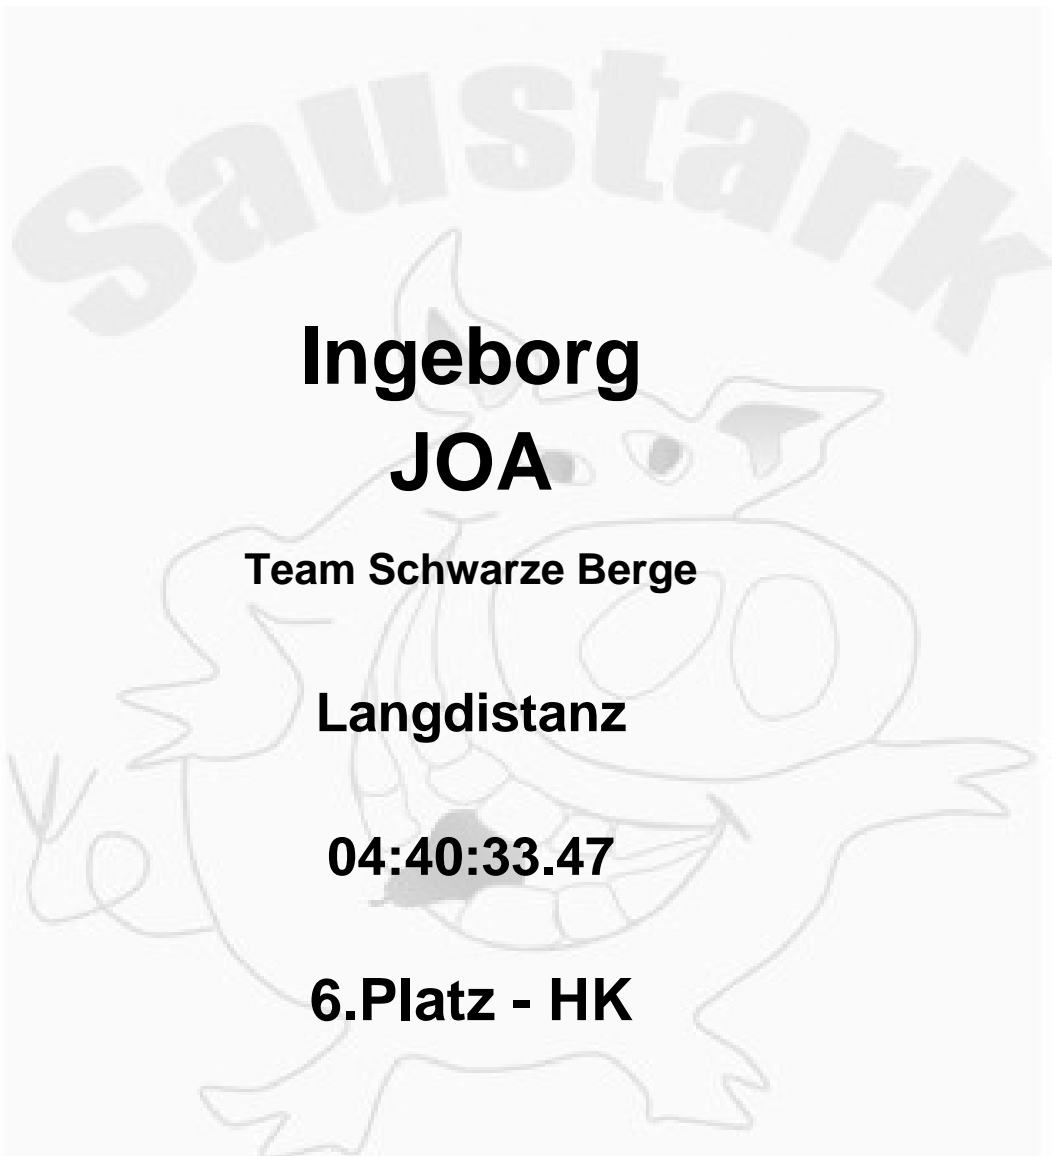 Saustark
Ingeborg
JOA
Team Schwarze Berge
Langdistanz
04:40:33.47
6.Platz - HK